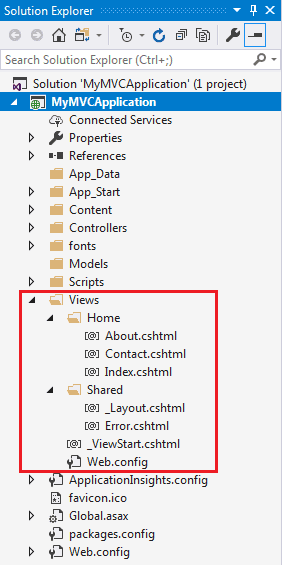 Solution Explorer
Search Solution Explorer (Ctrl+;)
Solution 'MyMVCApplication' (1 project)
MyMVCApplication
Connected Services
Properties
References
App_Data
App_Start
Content
Controllers
fonts
Models
Scripts
Views
Home
About.cshtml
Contact.cshtml
Index.cshtml
Shared
_Layout.cshtml
Error.cshtml
_ViewStart.cshtml
Web.config
ApplicationInsights.config
favicon.ico
Global.asax
packages.config
Web.config